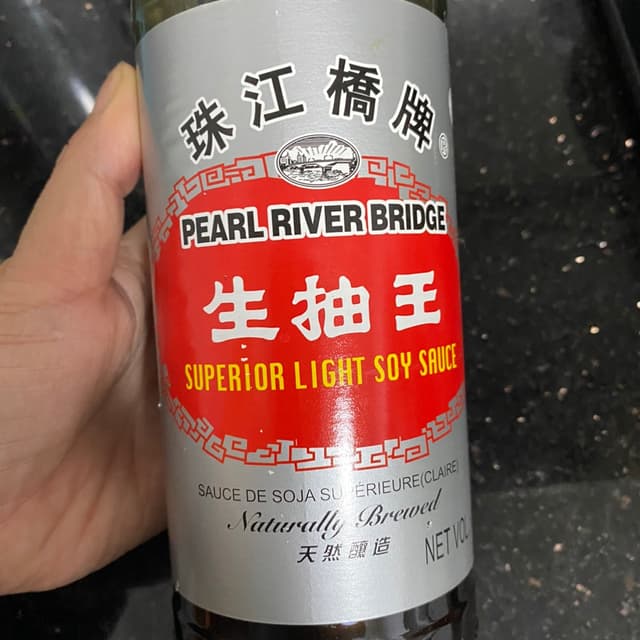 珠江橋牌®
PEARL RIVER BRIDGE
生抽王
SUPERIOR LIGHT SOY SAUCE
SAUCE DE SOJA SUPÉRIEURE(CLAIRE)
Naturally Brewed
天然釀造
NET VOL